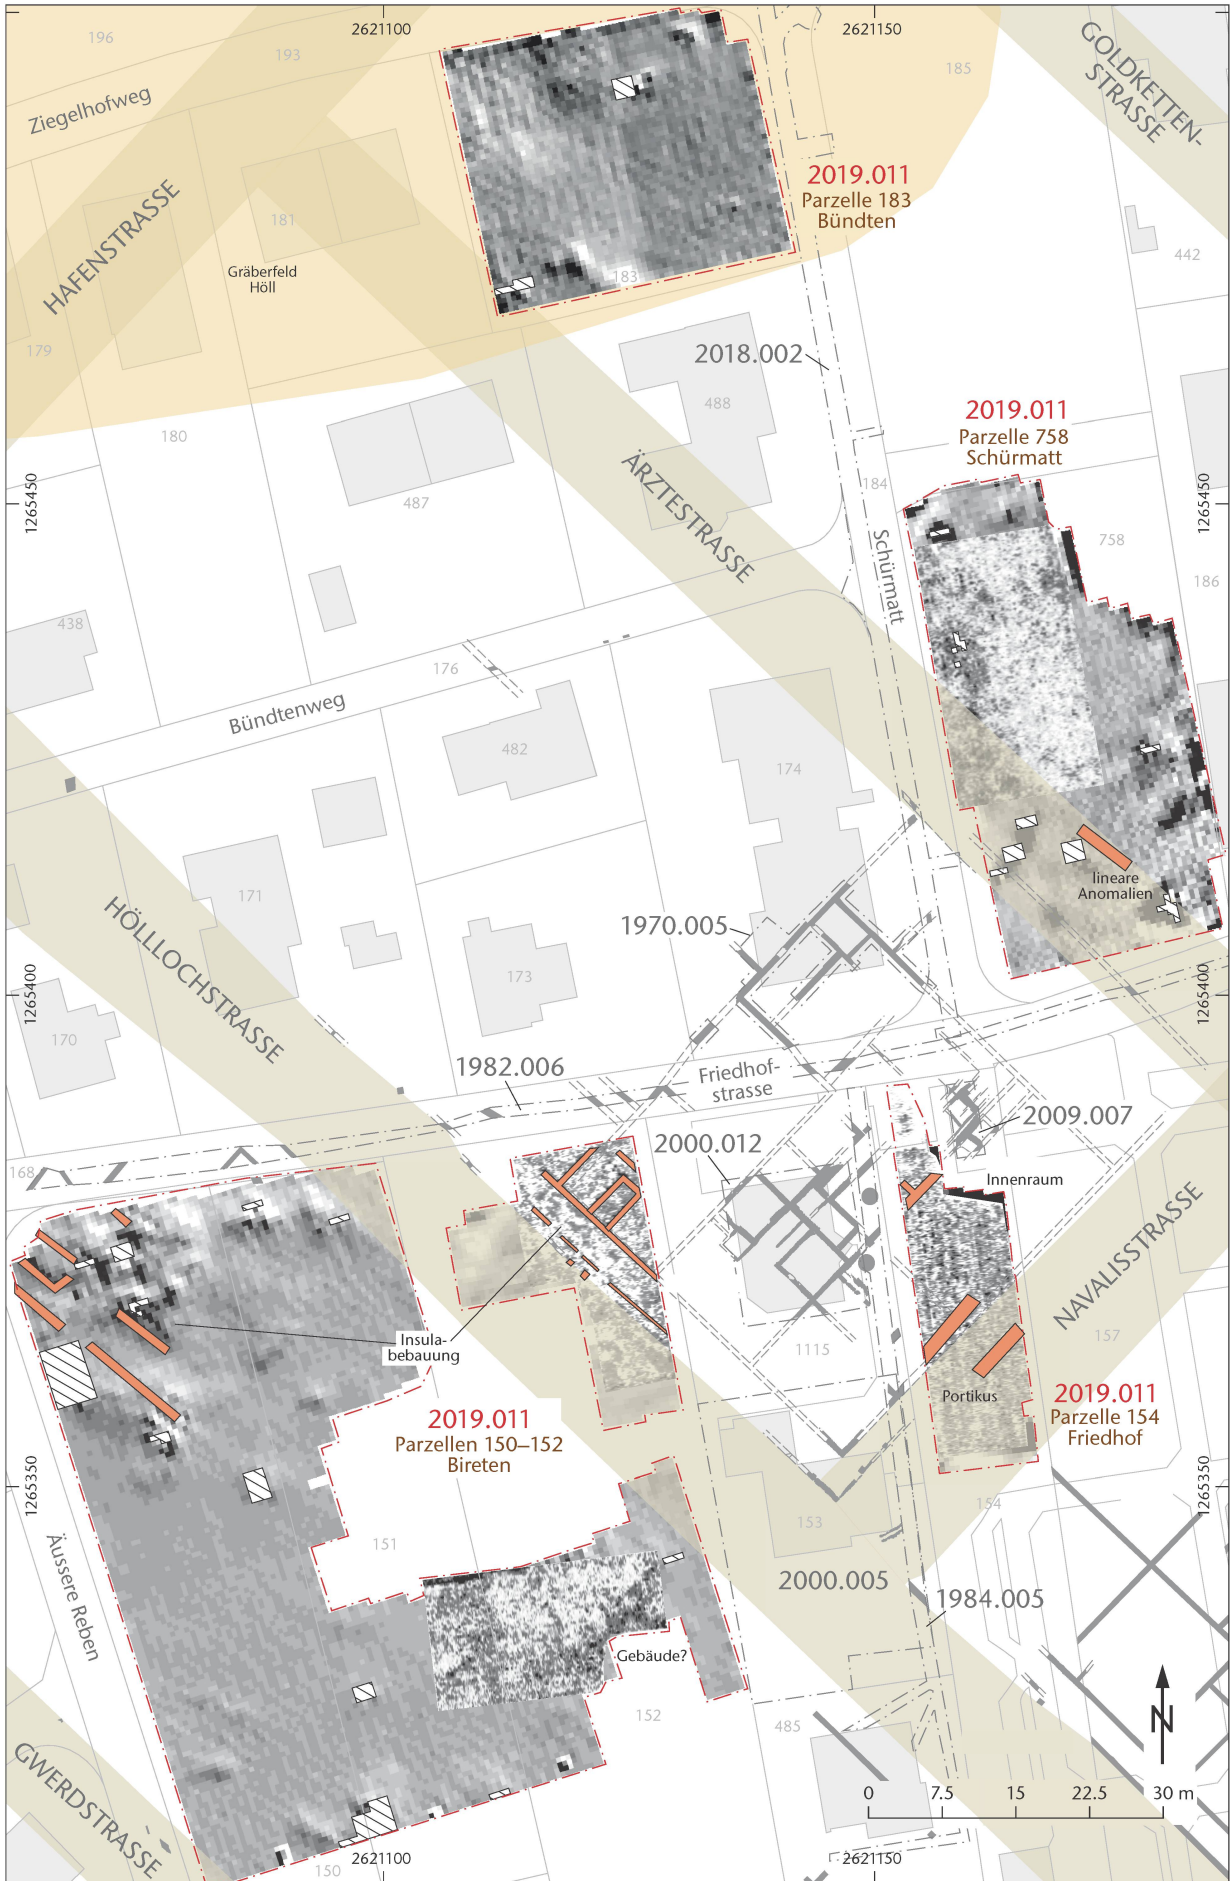 2621100
2621150
196
193
185
GOLDKETTEN-
STRASSE
Ziegelhofweg
2019.011
Parzelle 183
Bündten
HAFENSTRASSE
181
442
Gräberfeld
Höll
183
179
2018.002
488
2019.011
Parzelle 758
Schürmatt
180
ÄRZTESTRASSE
184
487
1265450
1265450
Schürmatt
758
186
438
176
Bündtenweg
482
174
171
lineare
Anomalien
HÖLLLOCHSTRASSE
1970.005
173
1265400
1265400
170
1982.006
Friedhof-
strasse
2009.007
2000.012
168
Innenraum
NAVALISSTRASSE
Insula-
bebauung
1115
157
Portikus
2019.011
Parzellen 150–152
Bireten
2019.011
Parzelle 154
Friedhof
1265350
1265350
154
153
151
Äussere Reben
2000.005
1984.005
Gebäude?
152
485
N
GWERDSTRASSE
0 7.5 15 22.5 30 m
150
2621100
2621150